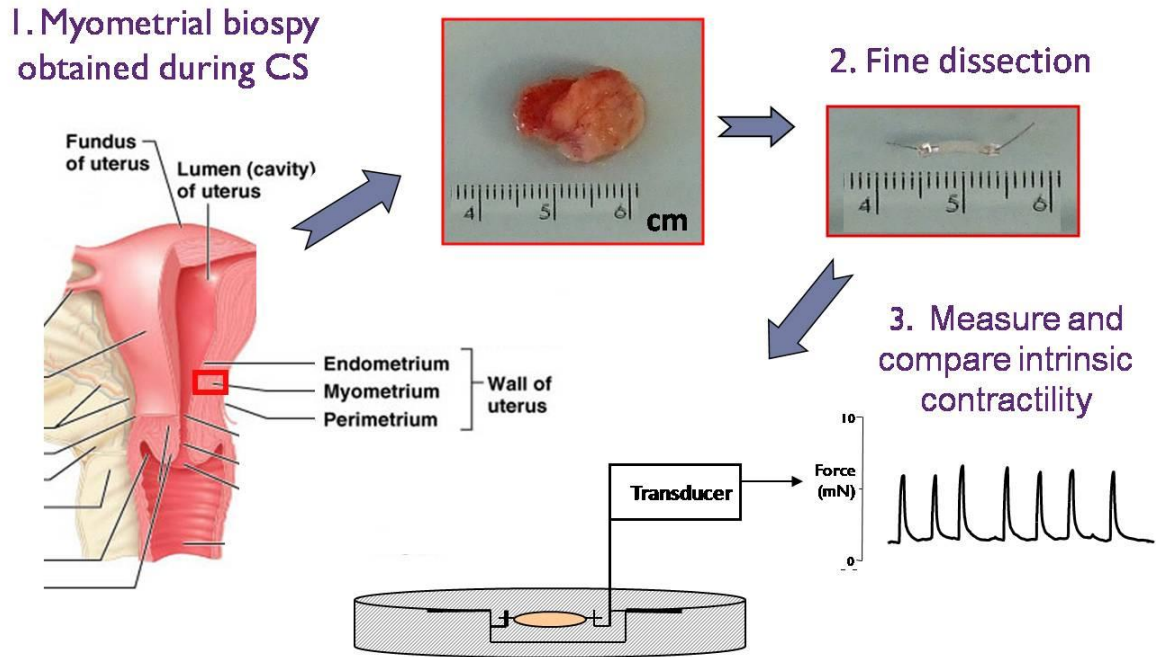 1. Myometrial biospy
obtained during CS
Fundus
of uterus
Lumen (cavity)
of uterus
Endometrium
Myometrium
Perimetrium
Wall of
uterus
4 5 6
cm
2. Fine dissection
4 5 6
3. Measure and
compare intrinsic
contractility
Transducer
10
Force
(mN)
0